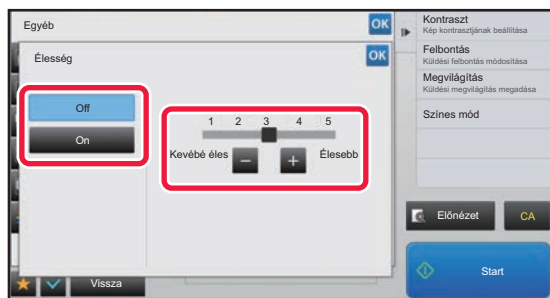 Egyéb
OK
Élesség
OK
Off
On
1 2 3 4 5
Kevébé éles
Élesebb
Kontraszt
Kép kontrasztjának beállítása
Felbontás
Küldési felbontás módosítása
Megvilágítás
Küldési megvilágítás megadása
Színes mód
Előnézet
CA
Start
Vissza